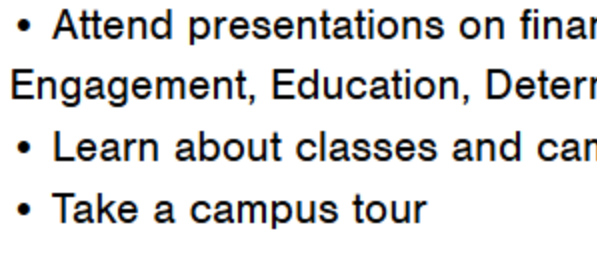 • Attend presentations on
Engagement, Education,
• Learn about classes and
• Take a campus tour